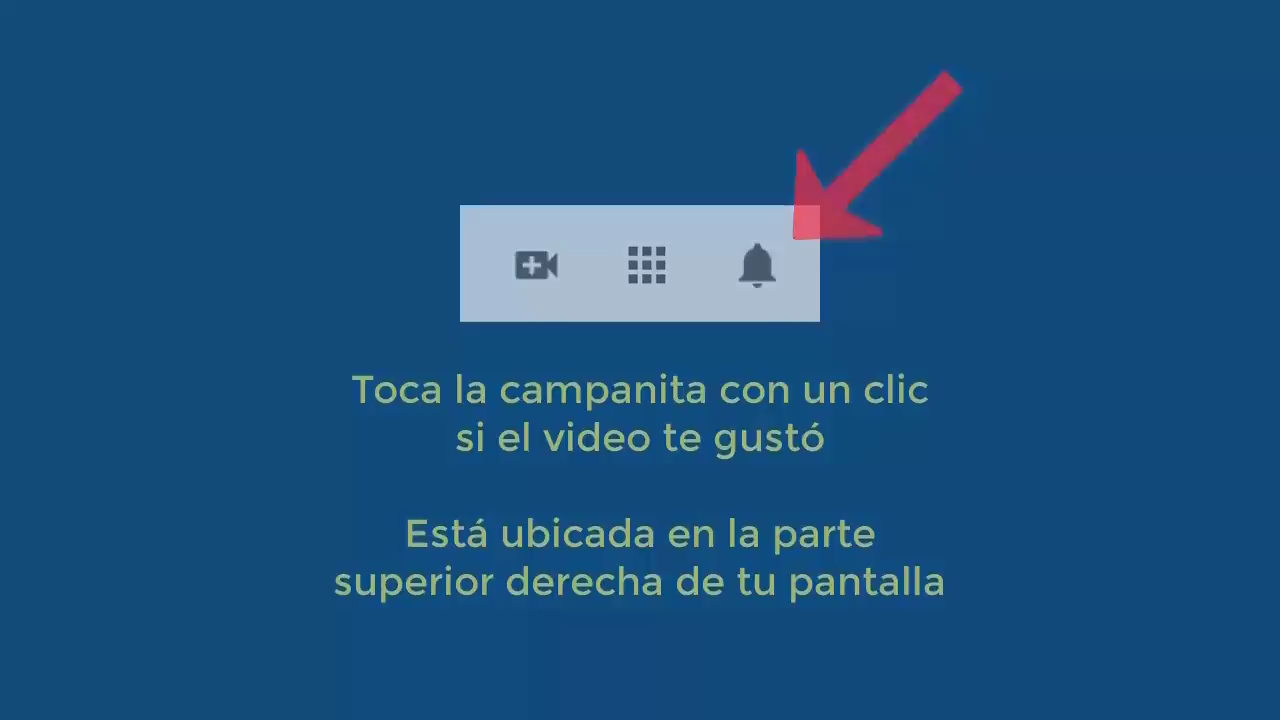 Toca la campanita con un clic
si el video te gustó
Está ubicada en la parte
superior derecha de tu pantalla